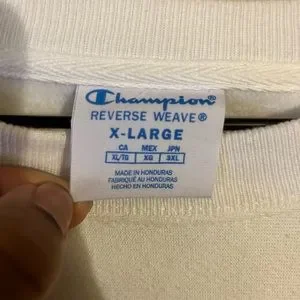 Champion
REVERSE WEAVE®
X-LARGE
CA MEX JPN
XL/TG XG 3XL
MADE IN HONDURAS
FABRIQUÉ AU HONDURAS
HECHO EN HONDURAS